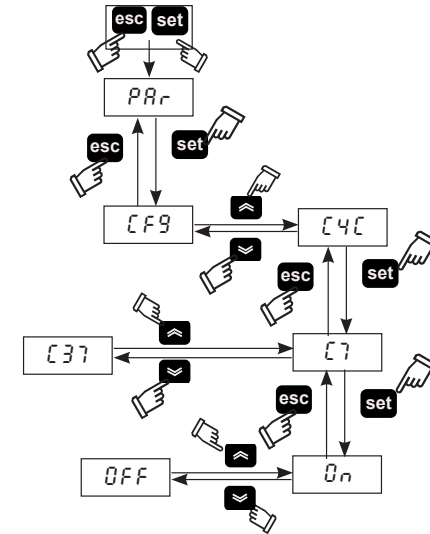 esc set
PAr
esc set
CF9
C4C
esc set
C37
C7
esc set
OFF
On